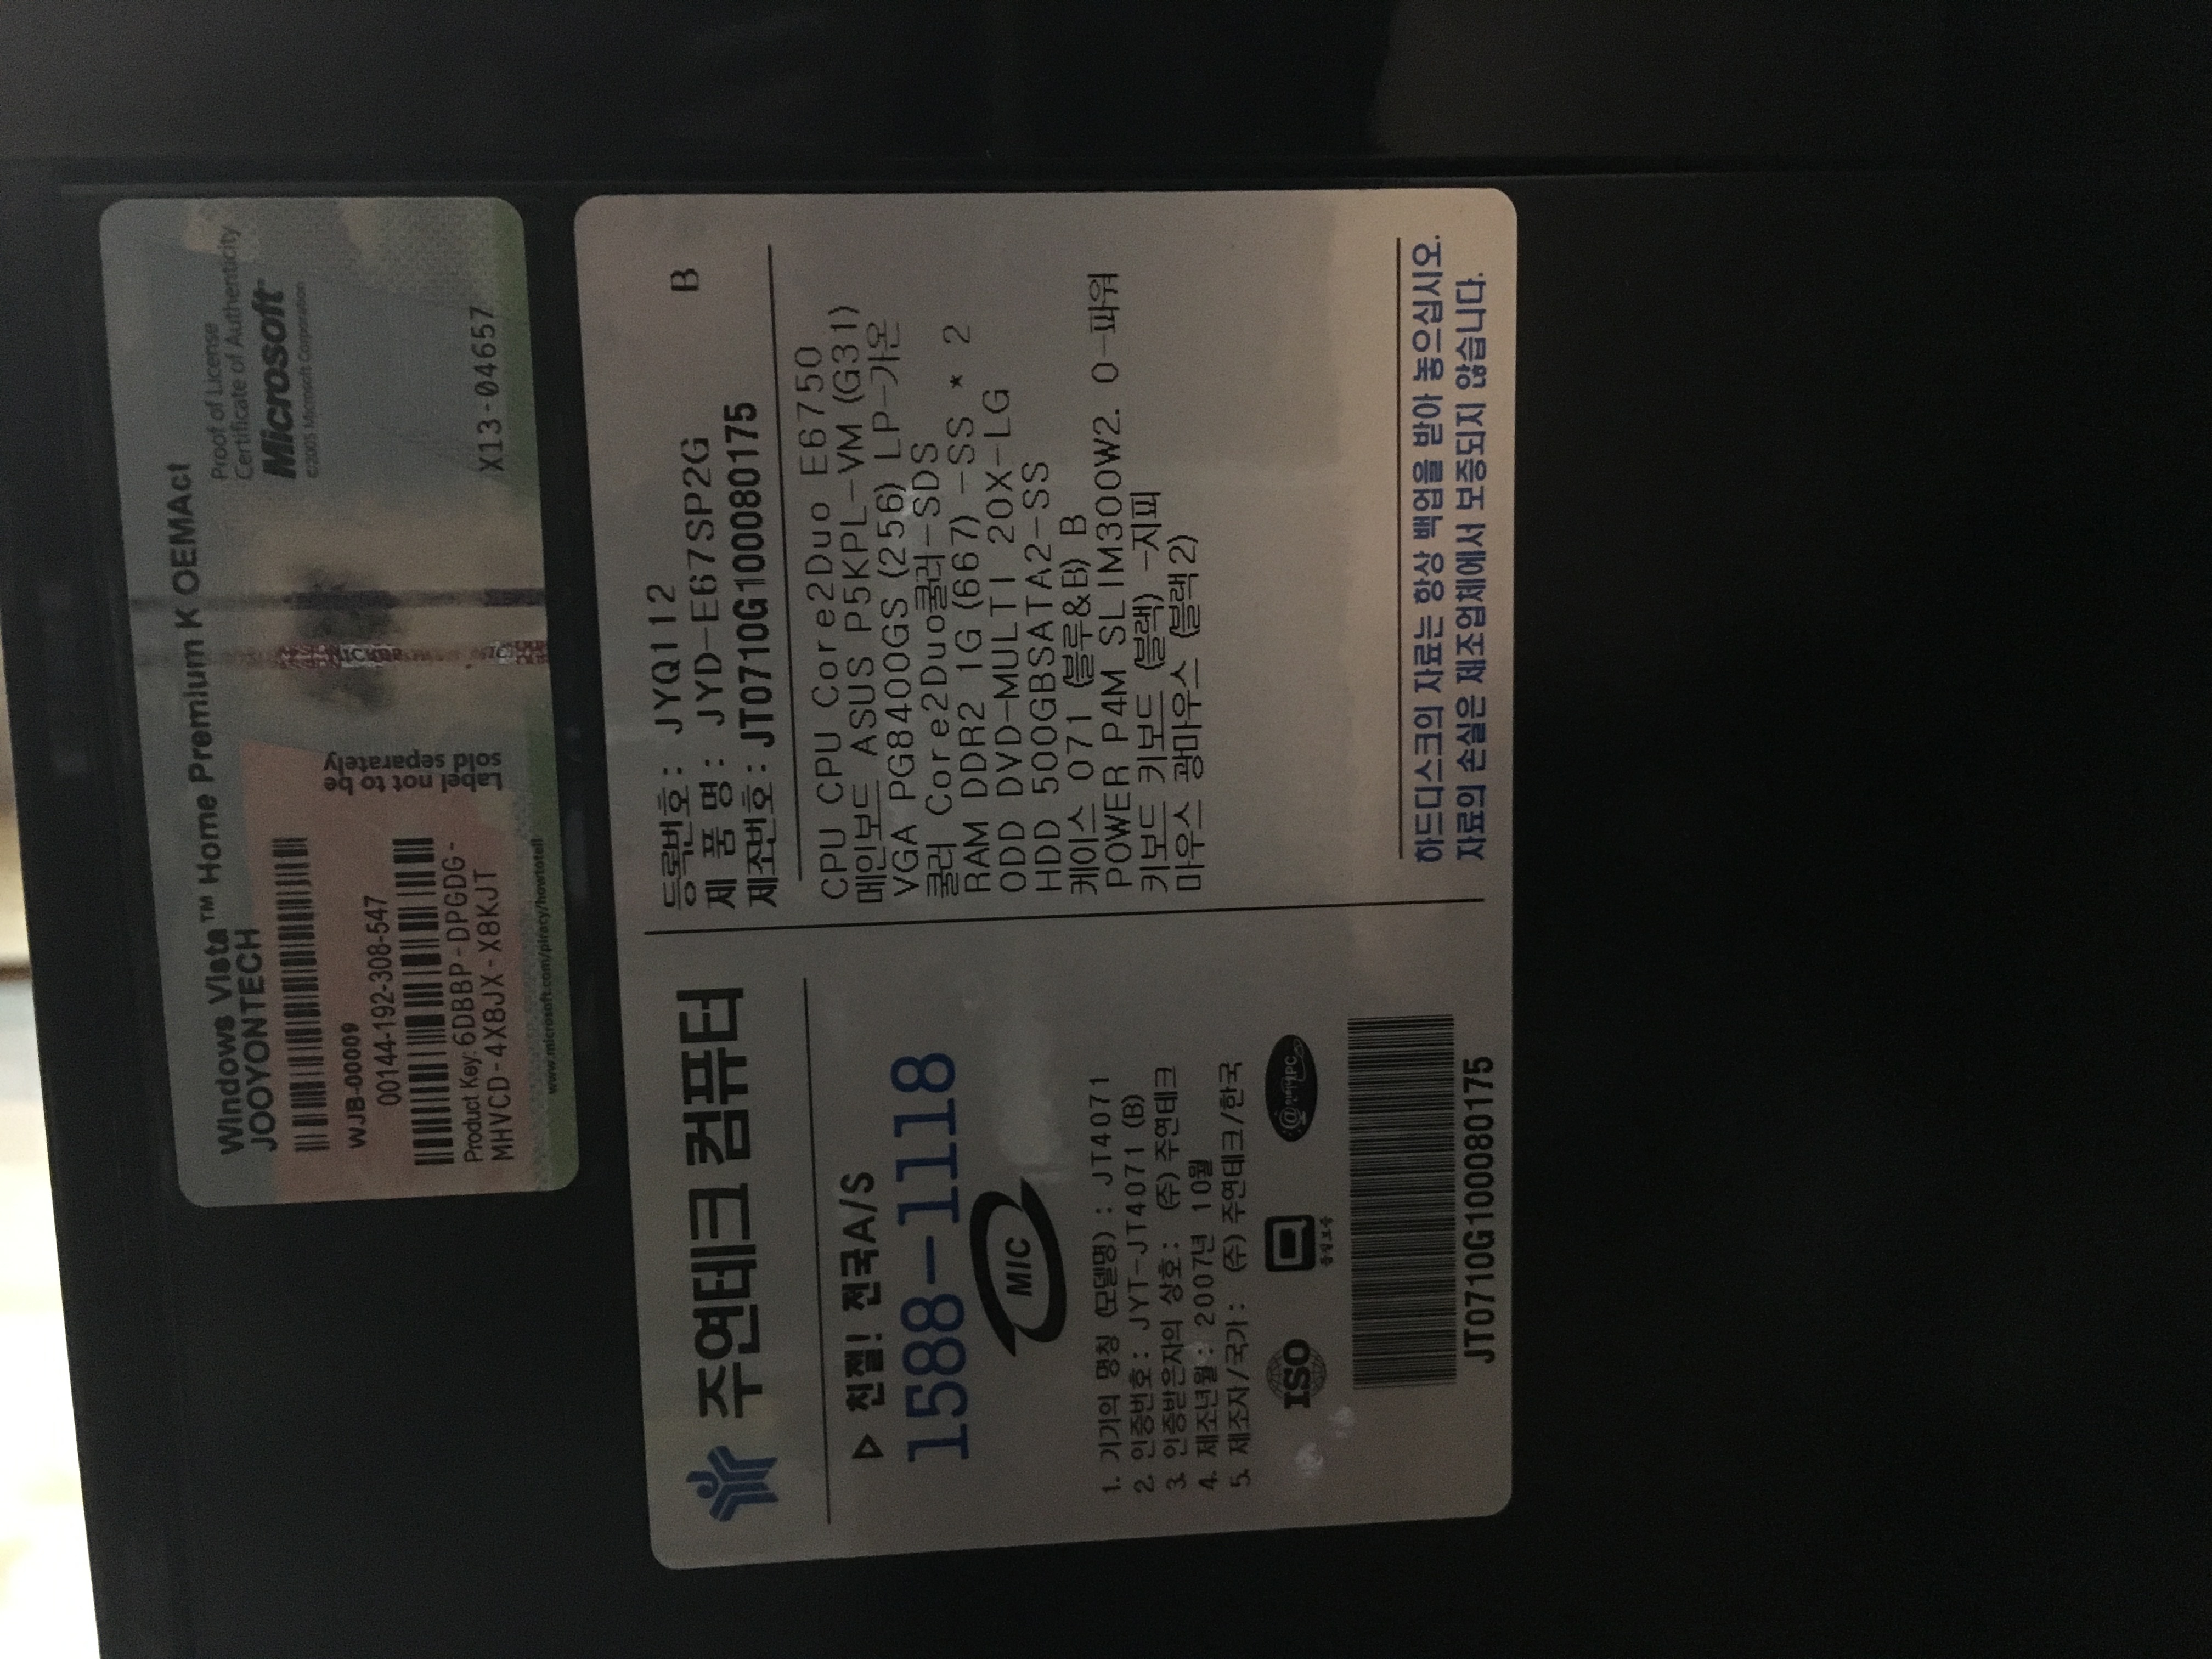 Windows Vista™ Home Premium K OEMAct
JOOYONTECH
Proof of License
Certificate of Authenticity
Microsoft
©2005 Microsoft Corporation
WJB-00009
00144-192-308-547
Label not to be
sold separately
X13-04657
Product Key: 6DBBP-DPGDG-
MHVCD-4X8JX-X8KJT
www.microsoft.com/piracy/howtotell
주연테크 컴퓨터
▷ 친절! 전국A/S
1588-1118
MIC
1. 기기의 명칭 (모델명) : JT4071
2. 인증번호 : JYT-JT4071 (B)
3. 인증받은자의 상호 : (주) 주연테크
4. 제조년월 : 2007년 10월
5. 제조자/국가 : (주) 주연테크/한국
ISO
JT0710G100080175
등록번호 : JYQ112 B
제 품 명 : JYD-E67SP2G
제조번호 : JT0710G100080175
CPU CPU Core2Duo E6750
메인보드 ASUS P5KPL-VM (G31)
VGA PG8400GS (256) LP-가온
쿨러 Core2Duo쿨러-SDS
RAM DDR2 1G (667) -SS * 2
ODD DVD-MULTI 20X-LG
HDD 500GBSATA2-SS
케이스 071 (블루&B) B
POWER P4M SLIM300W2. 0-파워
키보드 키보드 (블랙) -지피
마우스 광마우스 (블랙2)
하드디스크의 자료는 항상 백업을 받아 놓으십시오.
자료의 손실은 제조업체에서 보증되지 않습니다.